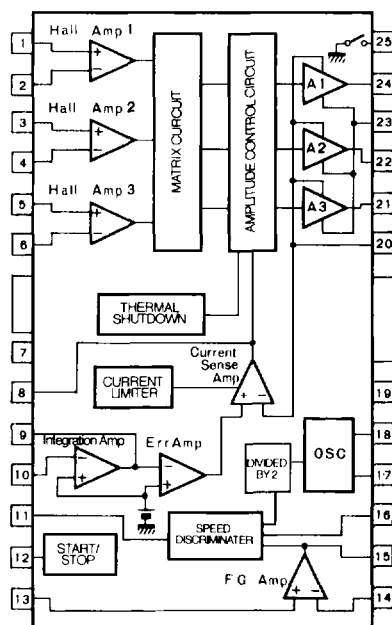 1
Hall Amp 1
+
−
2
3
Hall Amp 2
+
−
4
5
Hall Amp 3
+
−
6
MATRIX CURCUIT
AMPLITUDE CONTROL CIRCUIT
A1
A2
A3
25
24
23
22
21
20
THERMAL
SHUTDOWN
7
8
CURRENT
LIMITER
Current
Sense
Amp
+ −
19
9
Integration Amp
−
+
10
Err Amp
−
+
DIVIDED
BY 2
OSC
18
17
11
SPEED
DISCRIMINATER
16
12
START/
STOP
15
13
FG Amp
+ −
14